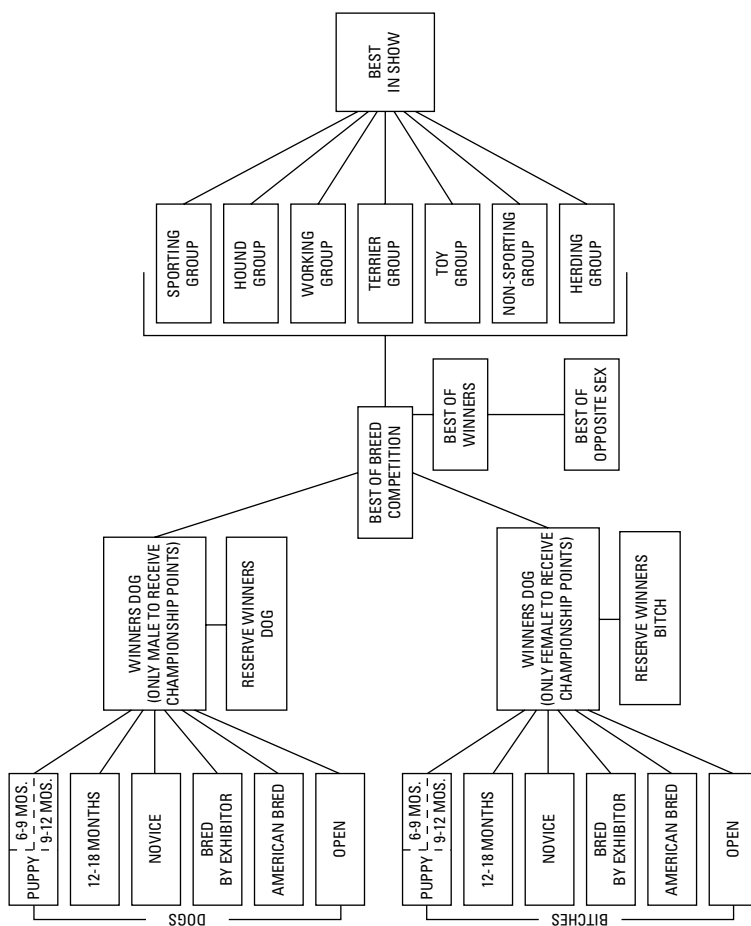 DOGS
PUPPY
6-9 MOS.
9-12 MOS.
12-18 MONTHS
NOVICE
BRED
BY EXHIBITOR
AMERICAN BRED
OPEN
WINNERS DOG
(ONLY MALE TO RECEIVE
CHAMPIONSHIP POINTS)
RESERVE WINNERS
DOG
BITCHES
PUPPY
6-9 MOS.
9-12 MOS.
12-18 MONTHS
NOVICE
BRED
BY EXHIBITOR
AMERICAN BRED
OPEN
WINNERS DOG
(ONLY FEMALE TO RECEIVE
CHAMPIONSHIP POINTS)
RESERVE WINNERS
BITCH
BEST OF BREED
COMPETITION
BEST OF
WINNERS
BEST OF
OPPOSITE SEX
SPORTING
GROUP
HOUND
GROUP
WORKING
GROUP
TERRIER
GROUP
TOY
GROUP
NON-SPORTING
GROUP
HERDING
GROUP
BEST
IN SHOW